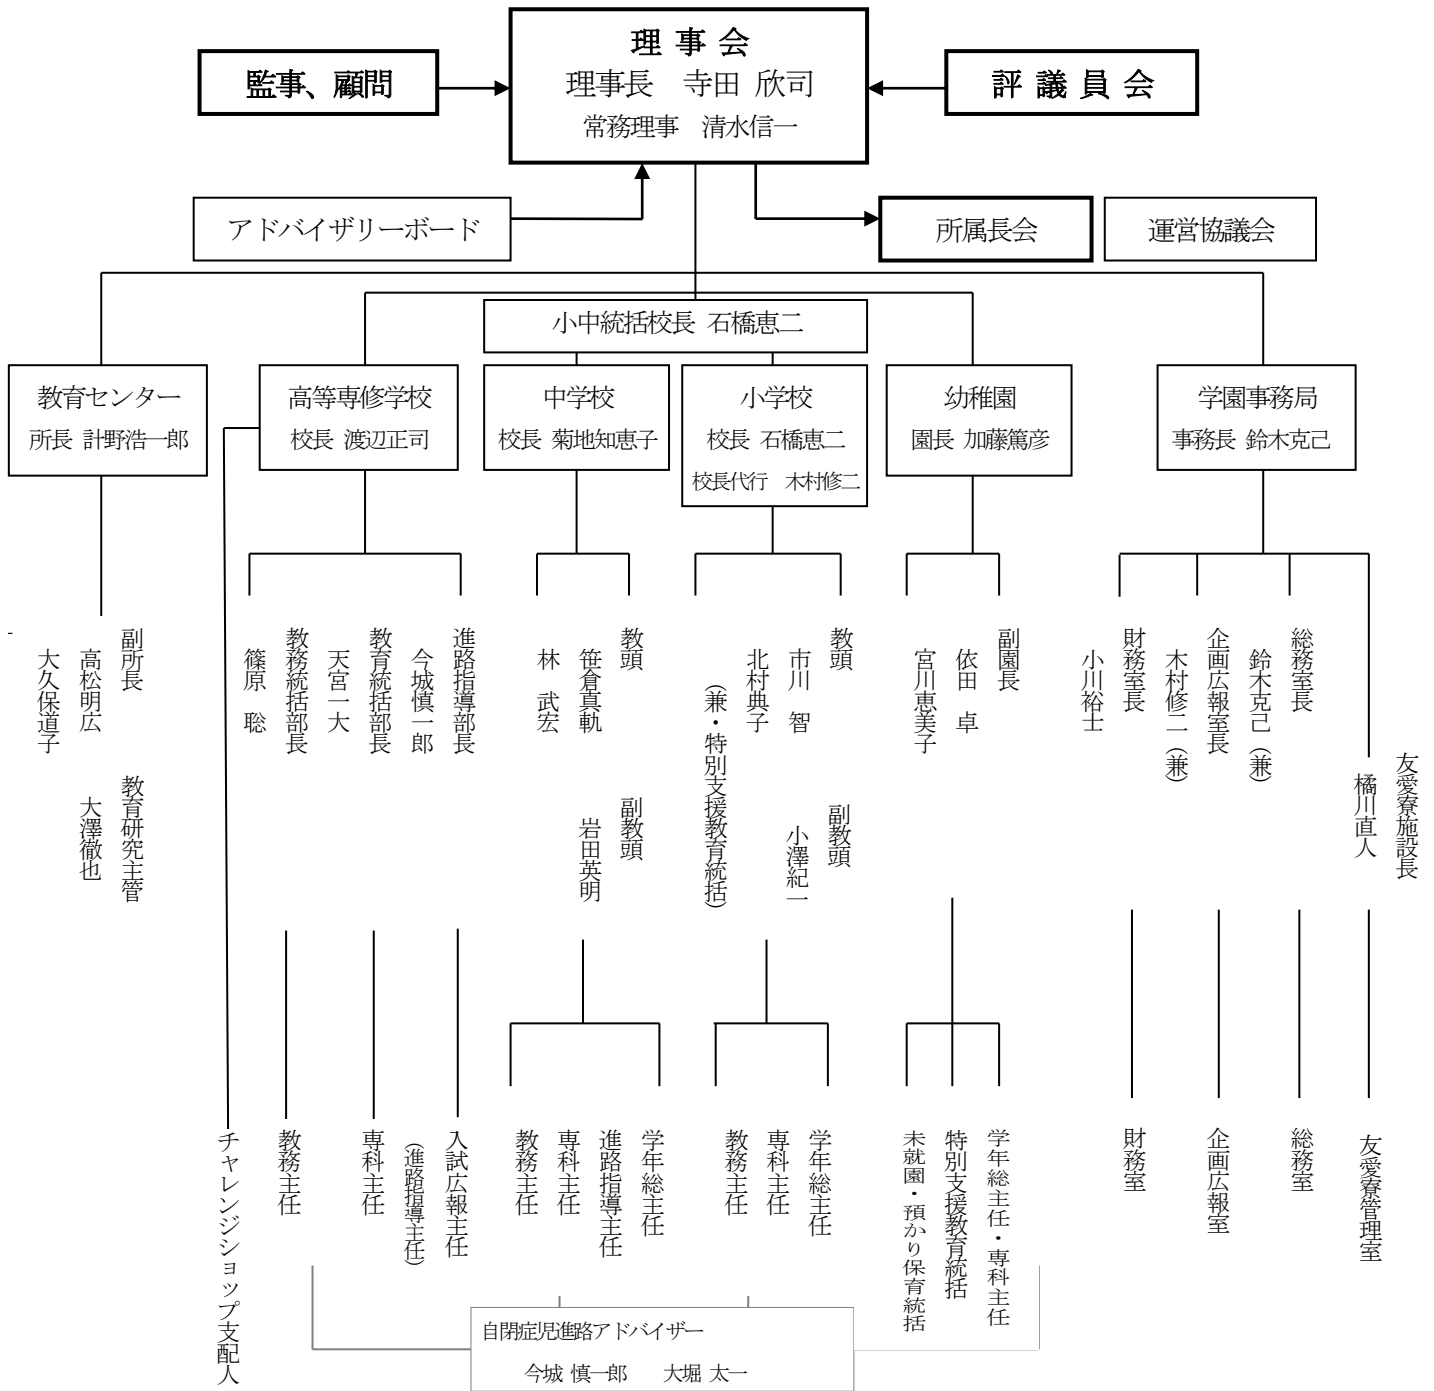 理 事 会
理事長　寺田 欣司
常務理事　清水信一
監事、顧問
評 議 員 会
アドバイザリーボード
所属長会
運営協議会
小中統括校長 石橋恵二
教育センター
所長 計野浩一郎
高等専修学校
校長 渡辺正司
中学校
校長 菊地知恵子
小学校
校長 石橋恵二
校長代行　木村修二
幼稚園
園長 加藤篤彦
学園事務局
事務長 鈴木克己
副所長
高松明広
大久保道子
教育研究主管
大澤徹也
進路指導部長
今城慎一郎
教育統括部長
天宮一大
教務統括部長
篠原　聡
教頭
笹倉真軌
林　武宏
副教頭
岩田英明
教頭
市川　智
北村典子
（兼・特別支援教育統括）
副教頭
小澤紀一
副園長
依田　卓
宮川恵美子
友愛寮施設長
橘川直人
総務室長
鈴木克己（兼）
企画広報室長
木村修二（兼）
財務室長
小川裕士
チャレンジショップ支配人
教務主任
専科主任
入試広報主任
（進路指導主任）
学年総主任
進路指導主任
専科主任
教務主任
学年総主任
専科主任
教務主任
学年総主任・専科主任
特別支援教育統括
未就園・預かり保育統括
財務室
企画広報室
総務室
友愛寮管理室
自閉症児進路アドバイザー
今城 慎一郎　　大堀 太一